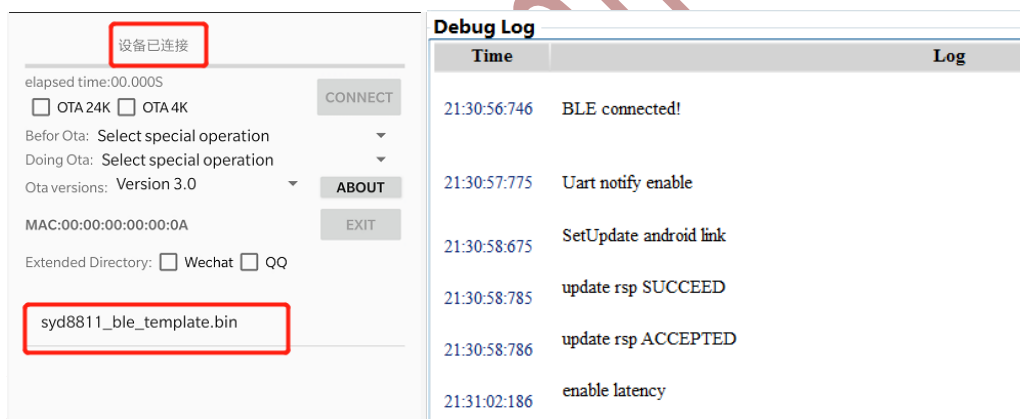 设备已连接
elapsed time:00.000S
OTA 24K OTA 4K
CONNECT
Befor Ota: Select special operation
Doing Ota: Select special operation
Ota versions: Version 3.0
ABOUT
MAC:00:00:00:00:00:0A
EXIT
Extended Directory: Wechat QQ
syd8811_ble_template.bin
Debug Log
Time Log
21:30:56:746 BLE connected!
21:30:57:775 Uart notify enable
21:30:58:675 SetUpdate android link
21:30:58:785 update rsp SUCCEED
21:30:58:786 update rsp ACCEPTED
21:31:02:186 enable latency